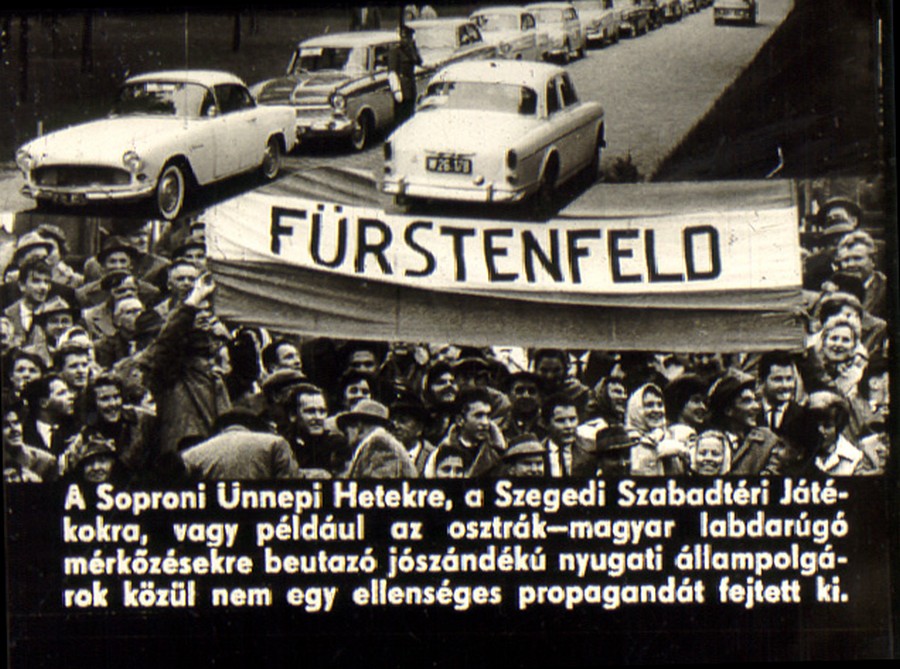 FÜRSTENFELD
A Soproni Ünnepi Hetekre, a Szegedi Szabadtéri Játé-
kokra, vagy például az osztrák—magyar labdarúgó
mérkőzésekre beutazó jószándékú nyugati állampolgá-
rok közül nem egy ellenséges propagandát fejtett ki.